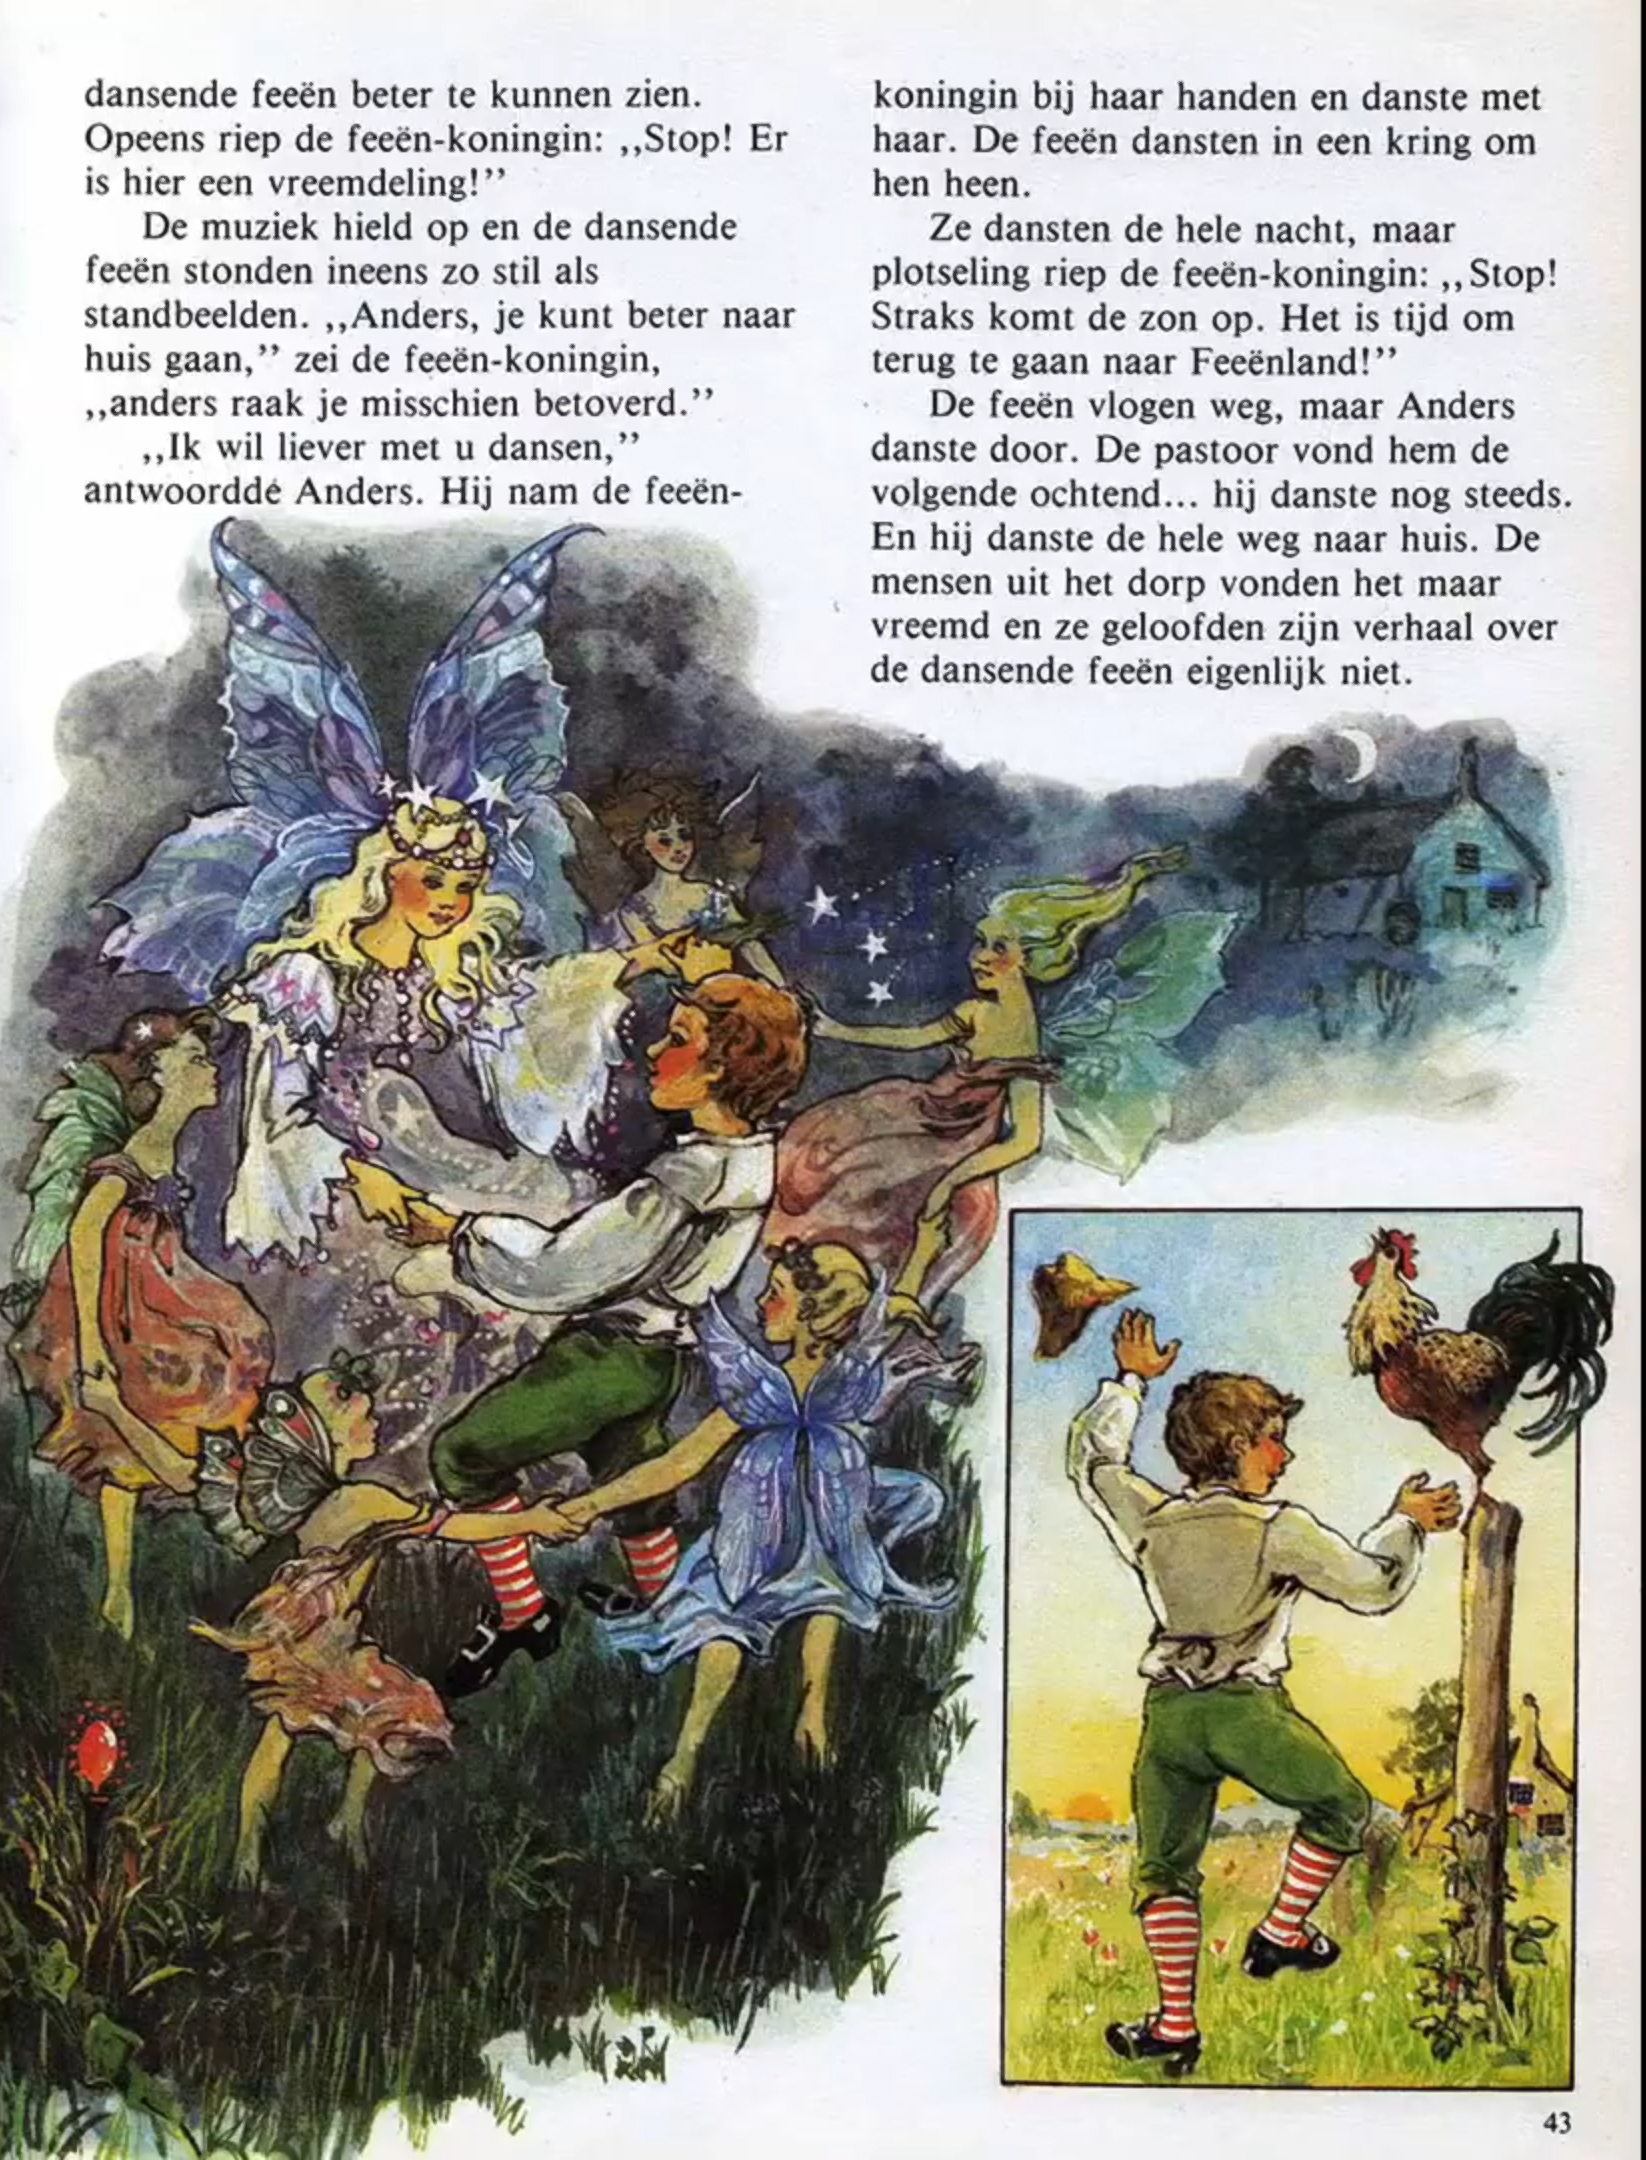 dansende feeën beter te kunnen zien.
Opeens riep de feeën-koningin: ,,Stop! Er
is hier een vreemdeling!”
De muziek hield op en de dansende
feeën stonden ineens zo stil als
standbeelden. ,,Anders, je kunt beter naar
huis gaan,” zei de feeën-koningin,
,,anders raak je misschien betoverd.”
,,Ik wil liever met u dansen,”
antwoordde Anders. Hij nam de feeën-
koningin bij haar handen en danste met
haar. De feeën dansten in een kring om
hen heen.
Ze dansten de hele nacht, maar
plotseling riep de feeën-koningin: ,,Stop!
Straks komt de zon op. Het is tijd om
terug te gaan naar Feeënland!”
De feeën vlogen weg, maar Anders
danste door. De pastoor vond hem de
volgende ochtend... hij danste nog steeds.
En hij danste de hele weg naar huis. De
mensen uit het dorp vonden het maar
vreemd en ze geloofden zijn verhaal over
de dansende feeën eigenlijk niet.
43